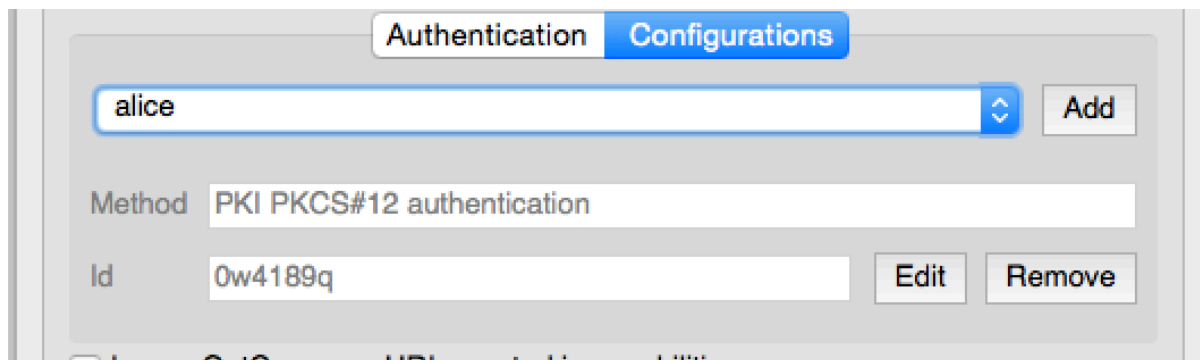 Authentication Configurations
alice Add
Method PKI PKCS#12 authentication
Id 0w4189q Edit Remove